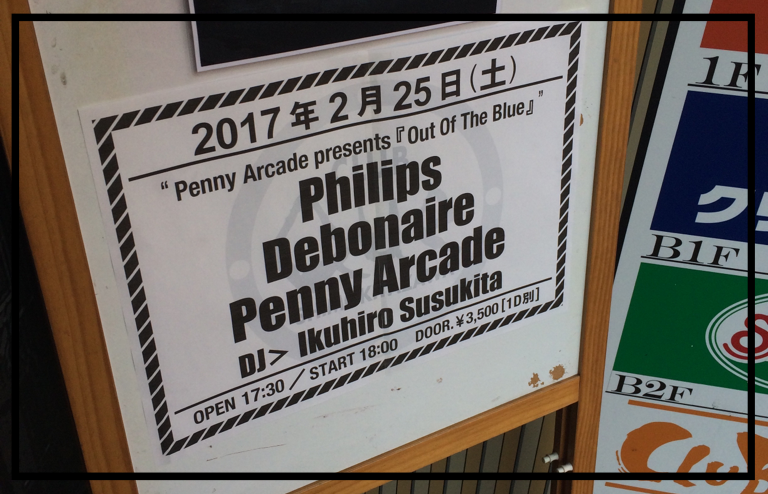 2017年2月25日(土)
“Penny Arcade presents『Out Of The Blue』”
Philips
Debonaire
Penny Arcade
DJ> Ikuhiro Susukita
OPEN 17:30／START 18:00 DOOR.¥3,500[1D別]
CLUB
1F
ク
B1F
B2F